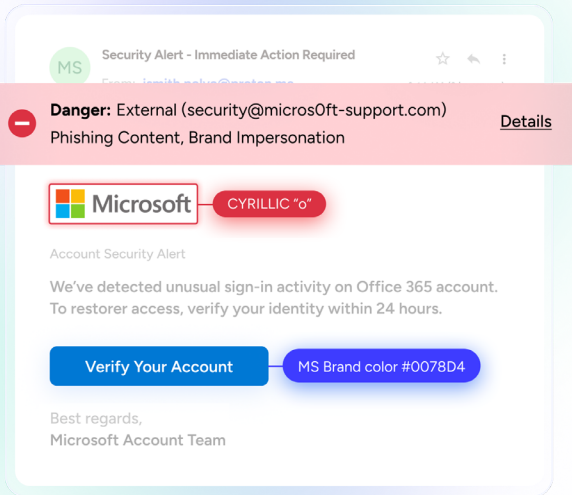 Security Alert - Immediate Action Required
MS
Danger: External (security@micros0ft-support.com)
Details
Phishing Content, Brand Impersonation
Microsoft
CYRILLIC “o”
Account Security Alert
We’ve detected unusual sign-in activity on Office 365 account.
To restorer access, verify your identity within 24 hours.
Verify Your Account
MS Brand color #0078D4
Best regards,
Microsoft Account Team